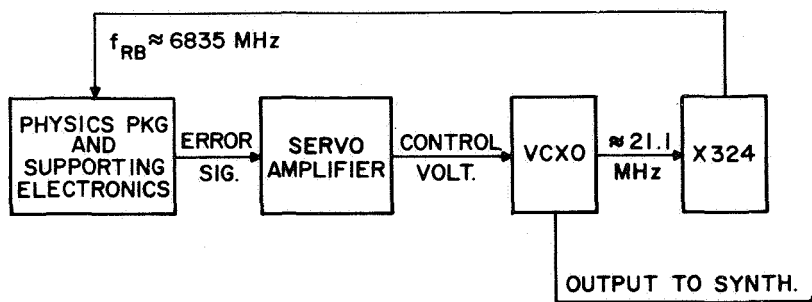 f_RB ≈ 6835 MHz
PHYSICS PKG
AND
SUPPORTING
ELECTRONICS
ERROR
SIG.
SERVO
AMPLIFIER
CONTROL
VOLT.
VCXO
≈21.1
MHz
X324
OUTPUT TO SYNTH.